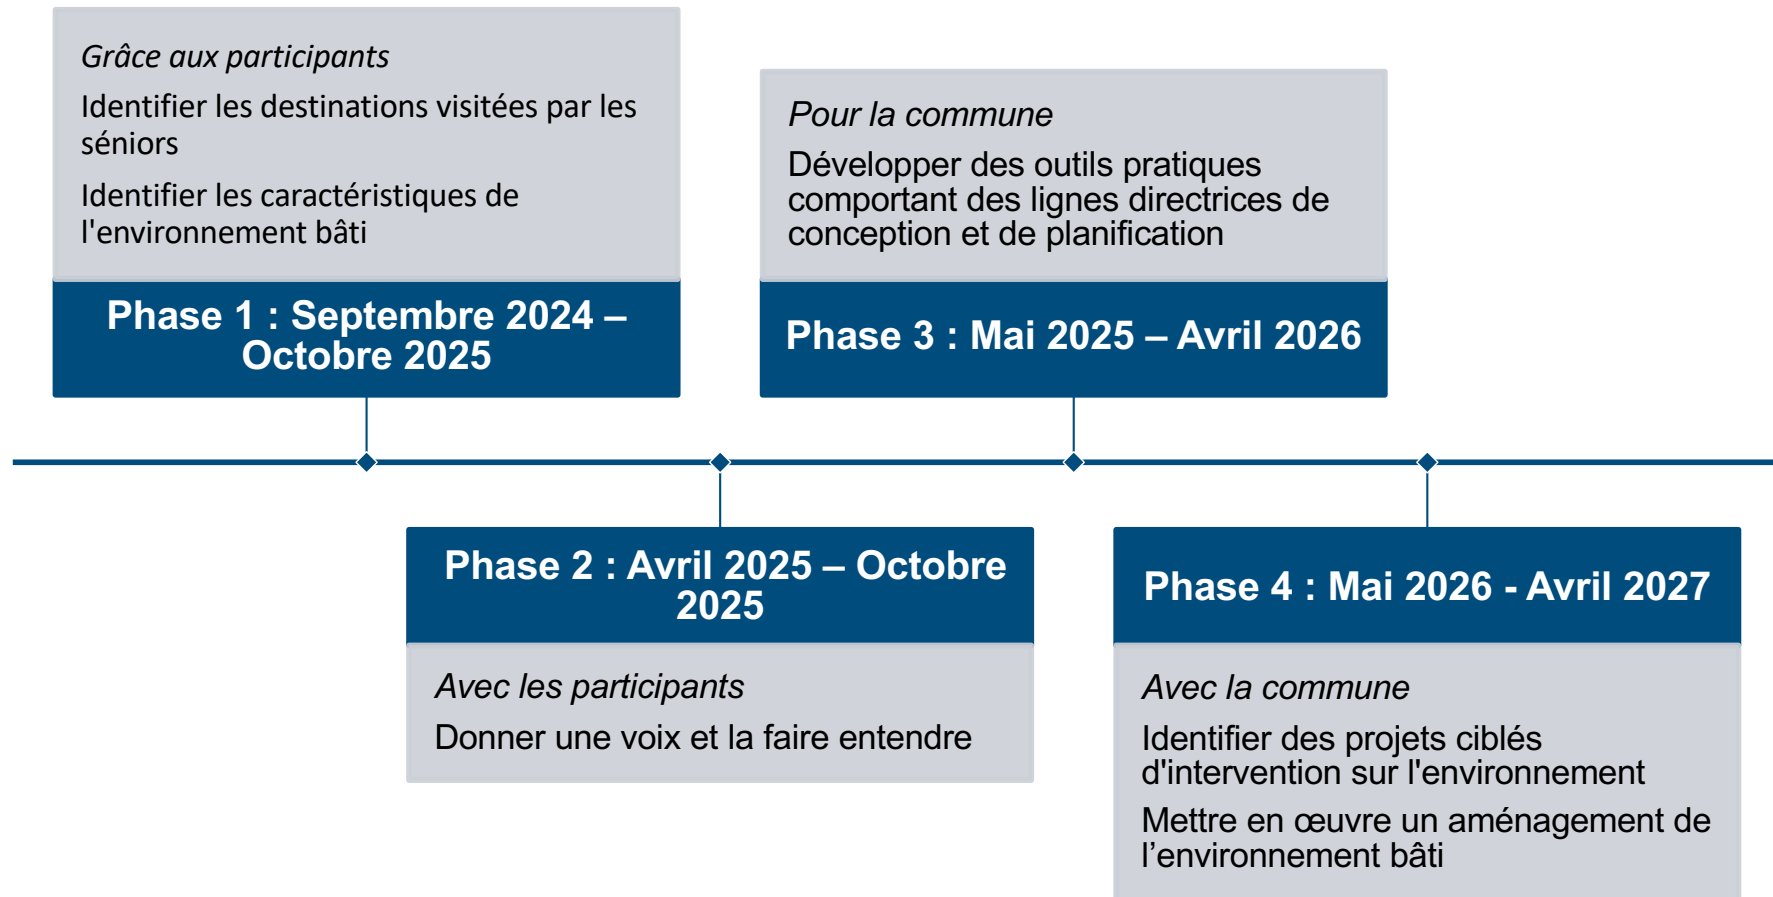 Grâce aux participants
Identifier les destinations visitées par les
séniors
Identifier les caractéristiques de
l'environnement bâti
Phase 1 : Septembre 2024 –
Octobre 2025
Phase 2 : Avril 2025 – Octobre
2025
Avec les participants
Donner une voix et la faire entendre
Pour la commune
Développer des outils pratiques
comportant des lignes directrices de
conception et de planification
Phase 3 : Mai 2025 – Avril 2026
Phase 4 : Mai 2026 - Avril 2027
Avec la commune
Identifier des projets ciblés
d'intervention sur l'environnement
Mettre en œuvre un aménagement de
l’environnement bâti